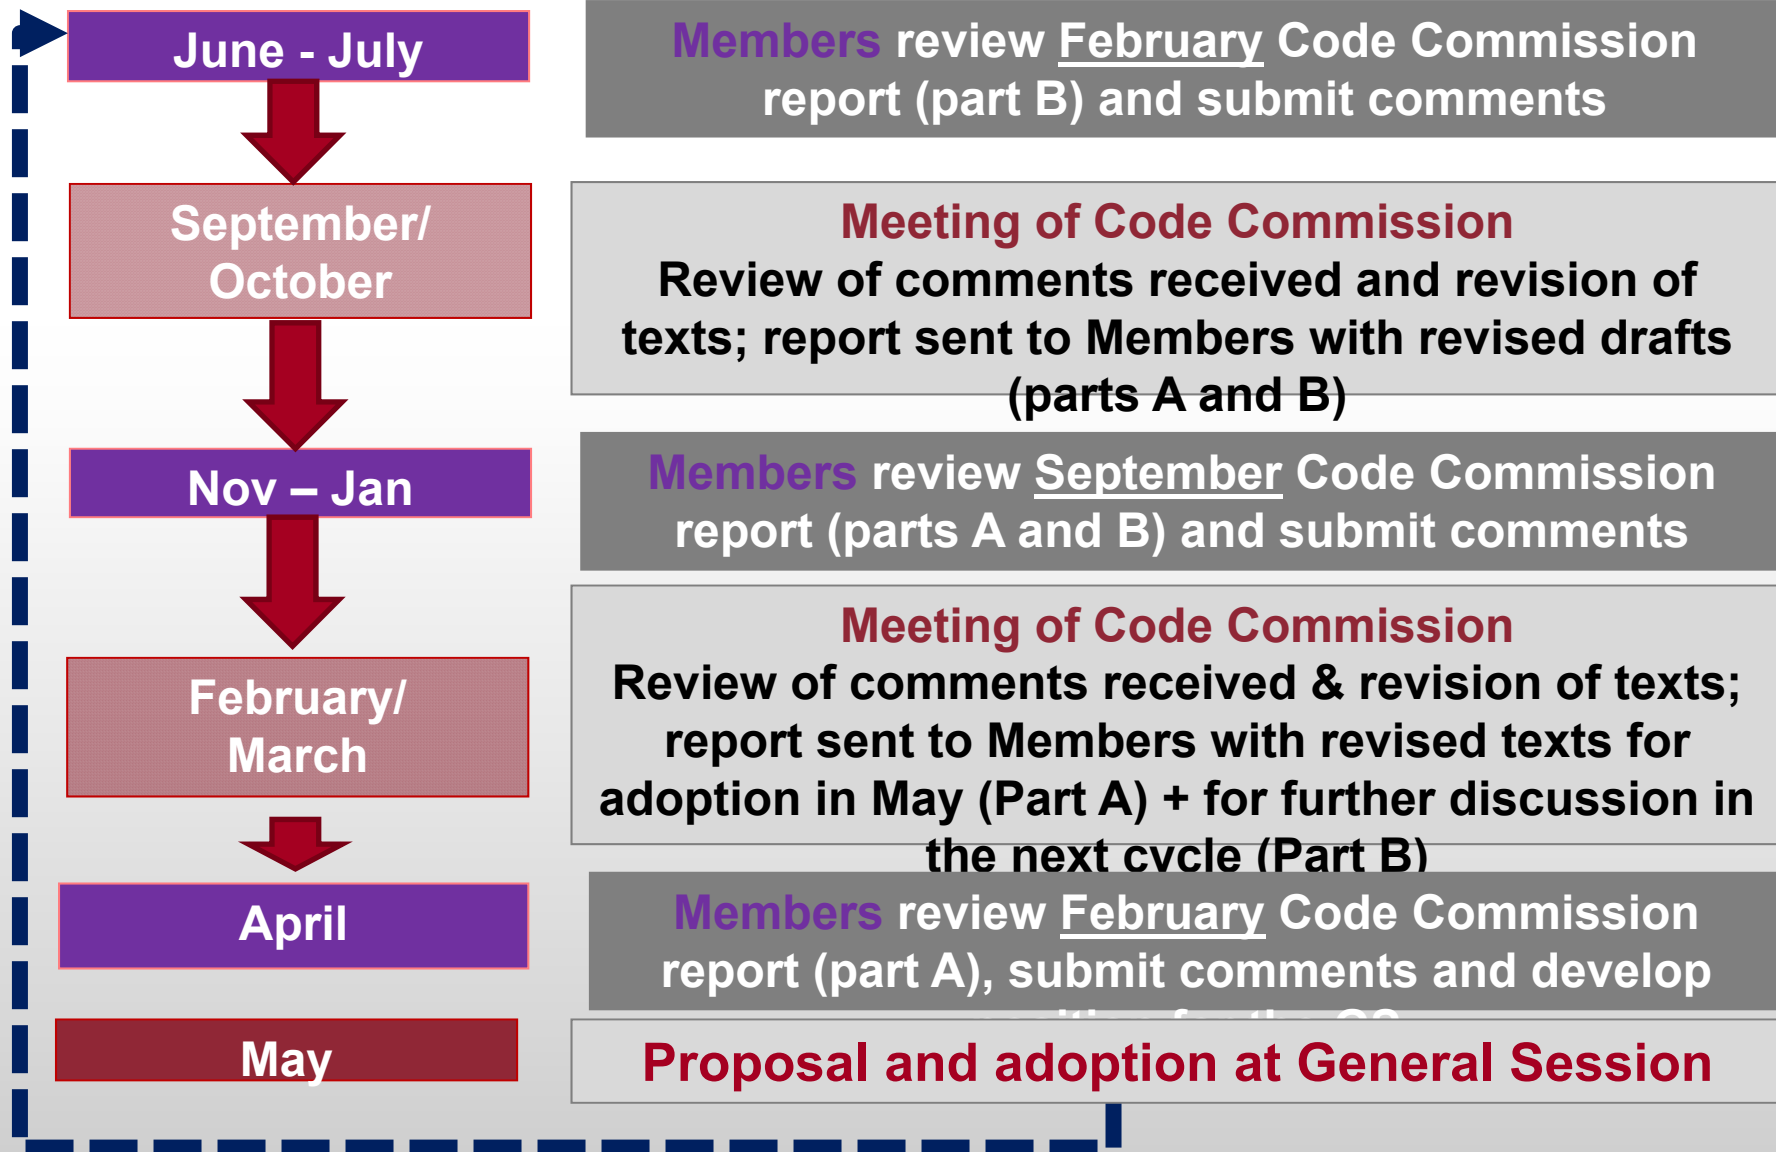 June - July
Members review February Code Commission
report (part B) and submit comments
September/
October
Meeting of Code Commission
Review of comments received and revision of
texts; report sent to Members with revised drafts
(parts A and B)
Nov – Jan
Members review September Code Commission
report (parts A and B) and submit comments
February/
March
Meeting of Code Commission
Review of comments received & revision of texts;
report sent to Members with revised texts for
adoption in May (Part A) + for further discussion in
the next cycle (Part B)
April
Members review February Code Commission
report (part A), submit comments and develop
position for the GS
May
Proposal and adoption at General Session